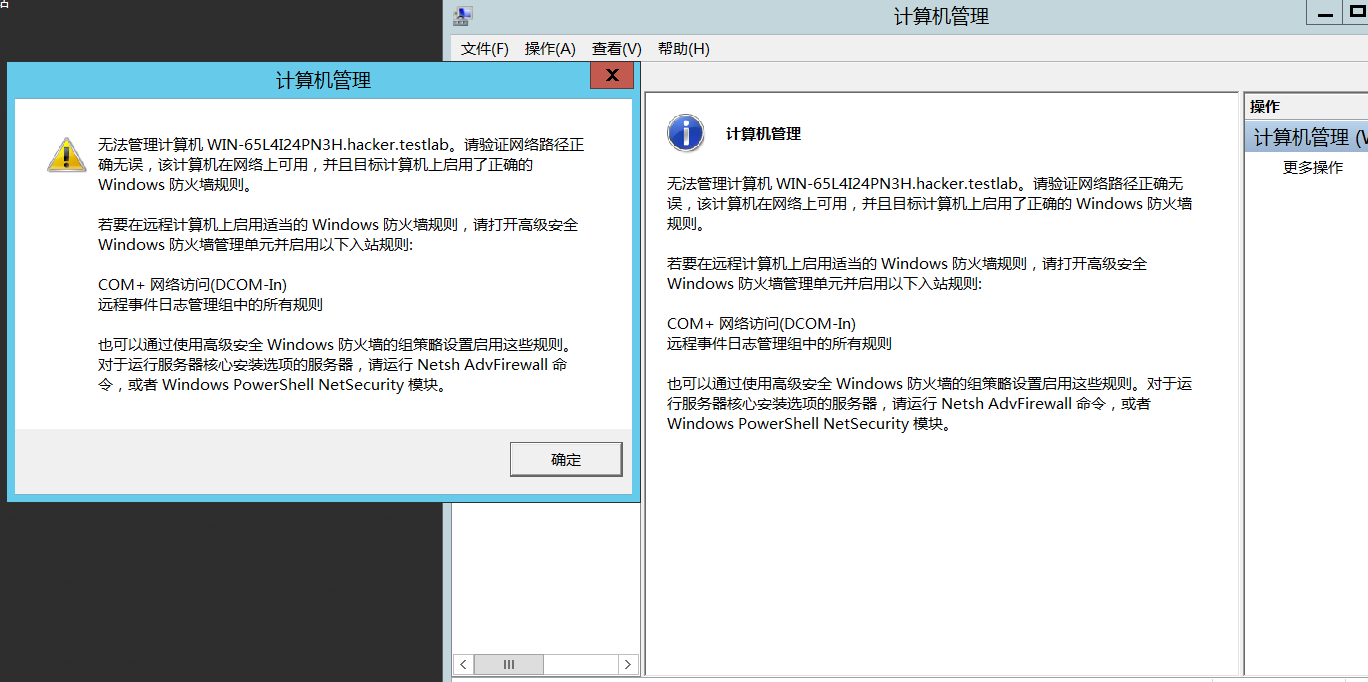 计算机管理
文件(F) 操作(A) 查看(V) 帮助(H)
计算机管理
无法管理计算机 WIN-65L4I24PN3H.hacker.testlab。请验证网络路径正
确无误，该计算机在网络上可用，并且目标计算机上启用了正确的
Windows 防火墙规则。
若要在远程计算机上启用适当的 Windows 防火墙规则，请打开高级安全
Windows 防火墙管理单元并启用以下入站规则:
COM+ 网络访问(DCOM-In)
远程事件日志管理组中的所有规则
也可以通过使用高级安全 Windows 防火墙的组策略设置启用这些规则。
对于运行服务器核心安装选项的服务器，请运行 Netsh AdvFirewall 命
令，或者 Windows PowerShell NetSecurity 模块。
确定
计算机管理
无法管理计算机 WIN-65L4I24PN3H.hacker.testlab。请验证网络路径正确无
误，该计算机在网络上可用，并且目标计算机上启用了正确的 Windows 防火墙
规则。
若要在远程计算机上启用适当的 Windows 防火墙规则，请打开高级安全
Windows 防火墙管理单元并启用以下入站规则:
COM+ 网络访问(DCOM-In)
远程事件日志管理组中的所有规则
也可以通过使用高级安全 Windows 防火墙的组策略设置启用这些规则。对于运
行服务器核心安装选项的服务器，请运行 Netsh AdvFirewall 命令，或者
Windows PowerShell NetSecurity 模块。
操作
计算机管理 (
更多操作